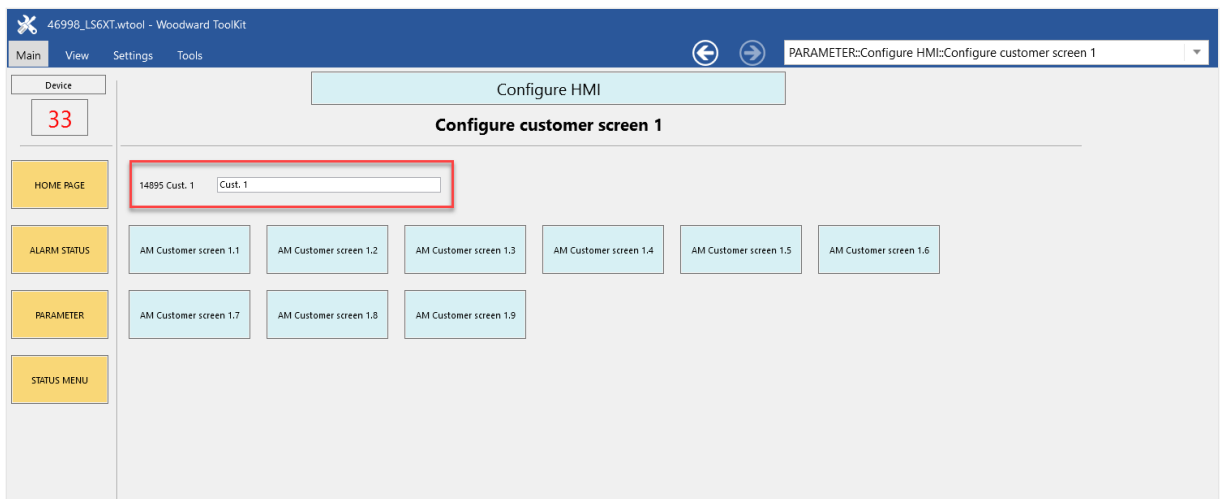 46998_LS6XT.wtool - Woodward ToolKit
Main View Settings Tools
PARAMETER::Configure HMI::Configure customer screen 1
Device
33
Configure HMI
Configure customer screen 1
HOME PAGE
14895 Cust. 1 Cust. 1
ALARM STATUS
AM Customer screen 1.1 AM Customer screen 1.2 AM Customer screen 1.3 AM Customer screen 1.4 AM Customer screen 1.5 AM Customer screen 1.6
PARAMETER
AM Customer screen 1.7 AM Customer screen 1.8 AM Customer screen 1.9
STATUS MENU